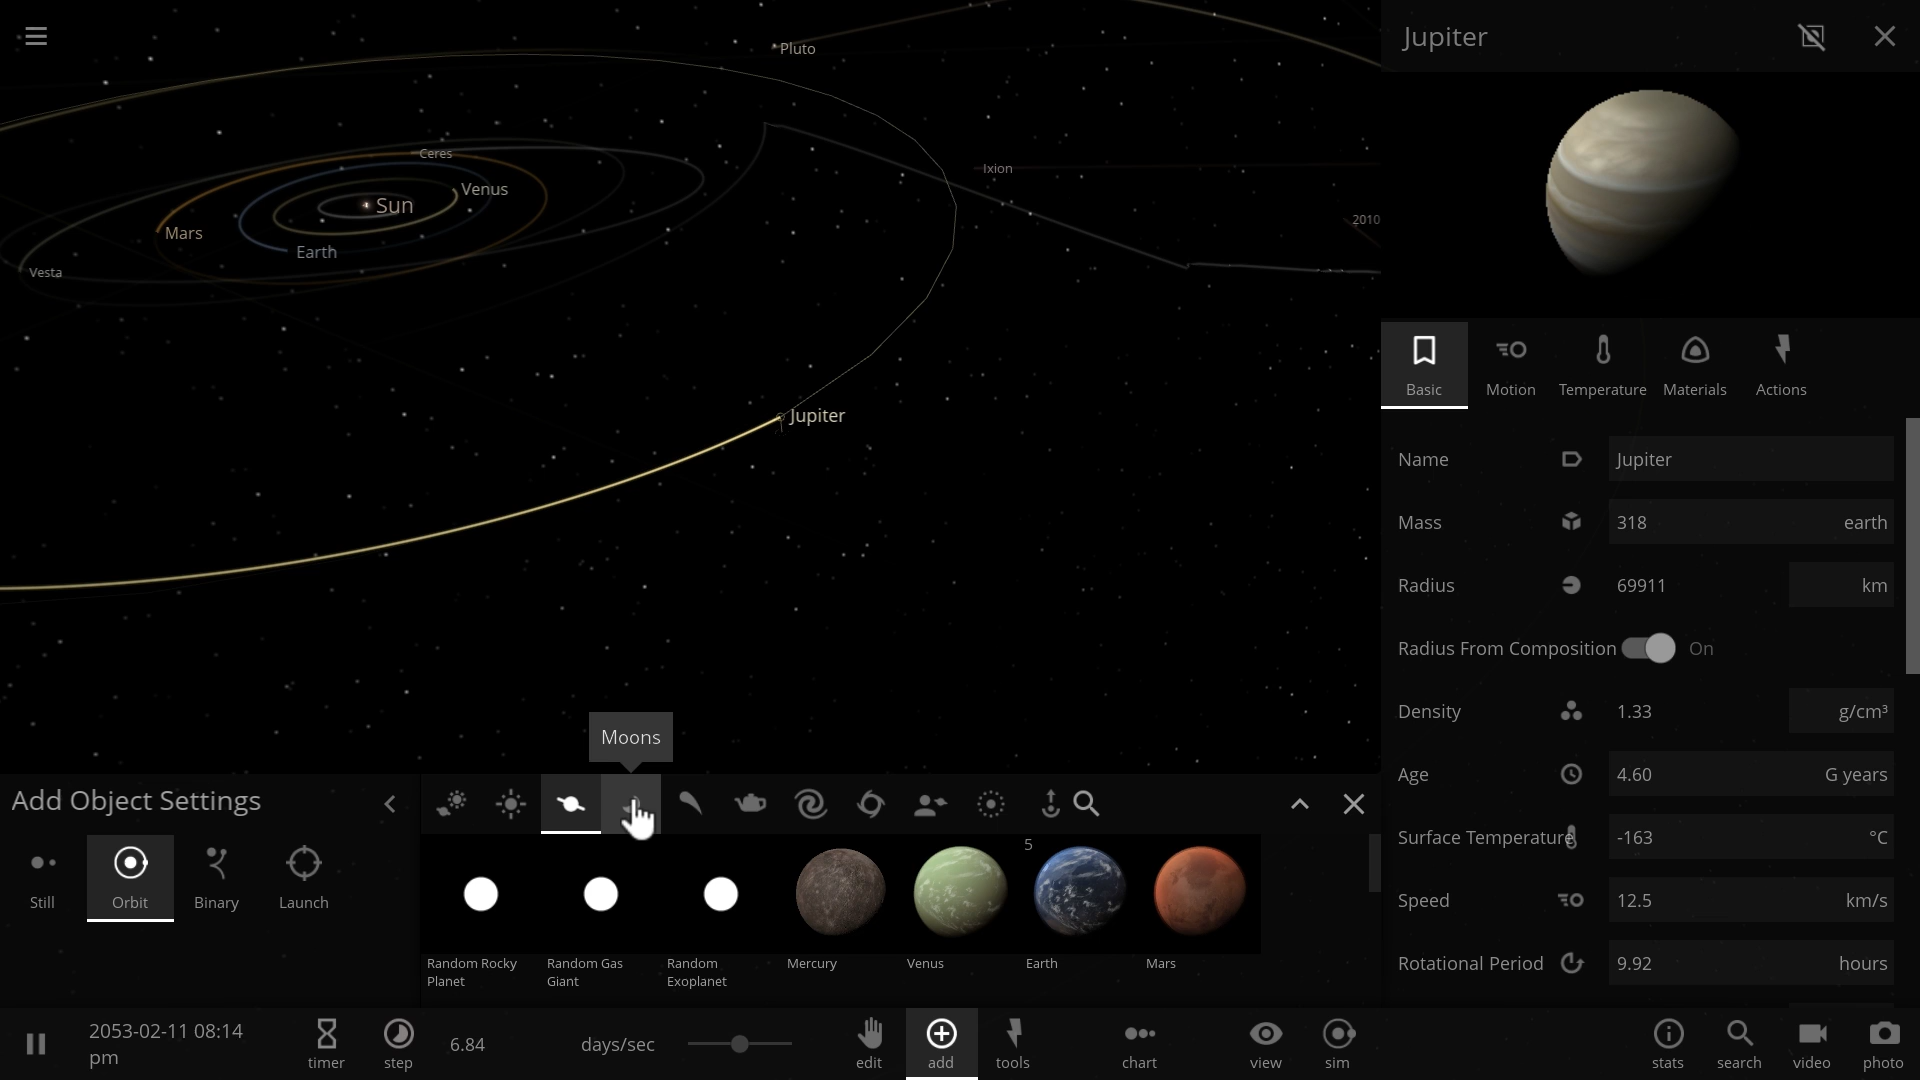 Pluto
Ceres
Venus
Sun
Mars
Earth
Vesta
Ixion
2010
Jupiter
Moons
Add Object Settings
Still
Orbit
Binary
Launch
5
Random Rocky
Planet
Random Gas
Giant
Random
Exoplanet
Mercury
Venus
Earth
Mars
Jupiter
Basic
Motion
Temperature
Materials
Actions
Name Jupiter
Mass 318 earth
Radius 69911 km
Radius From Composition On
Density 1.33 g/cm³
Age 4.60 G years
Surface Temperature -163 °C
Speed 12.5 km/s
Rotational Period 9.92 hours
2053-02-11 08:14
pm
timer
step
6.84 days/sec
edit
add
tools
chart
view
sim
stats
search
video
photo